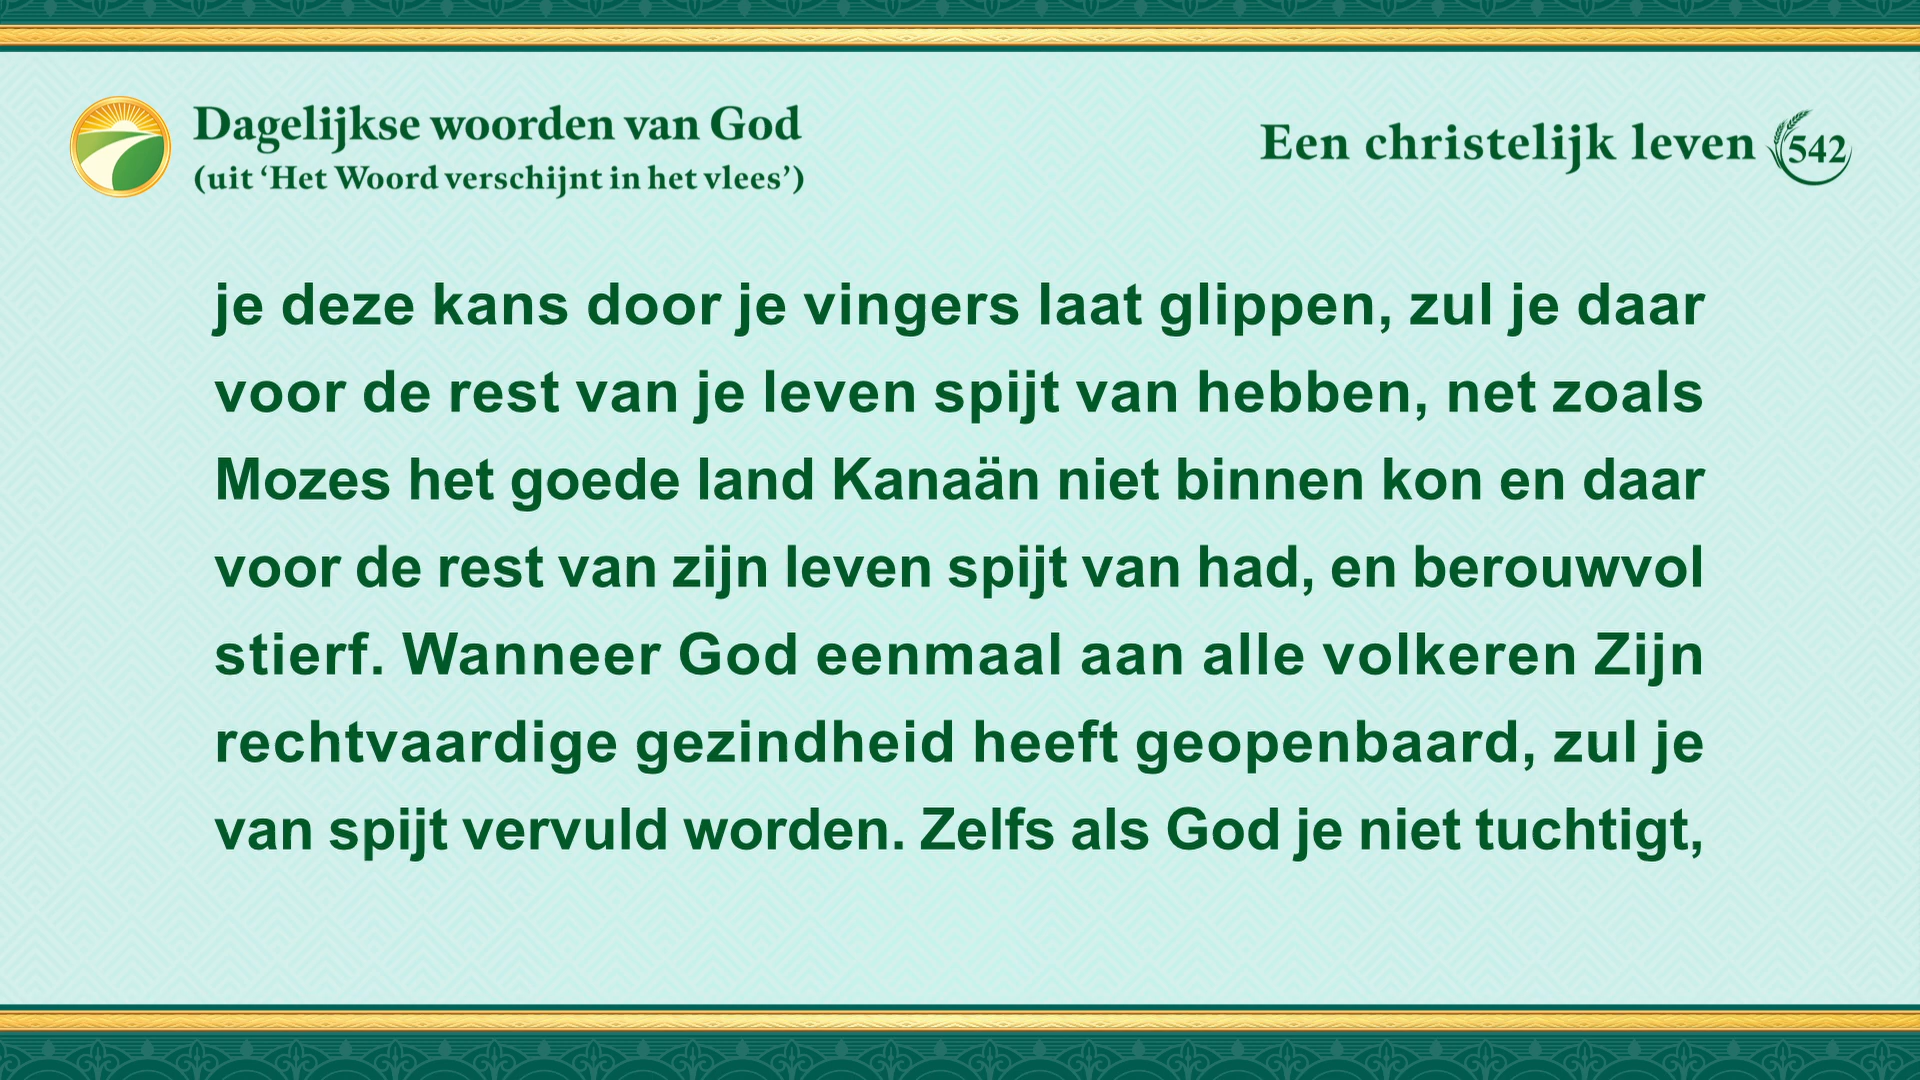 Dagelijkse woorden van God
(uit ‘Het Woord verschijnt in het vlees’)
Een christelijk leven 542
je deze kans door je vingers laat glippen, zul je daar
voor de rest van je leven spijt van hebben, net zoals
Mozes het goede land Kanaän niet binnen kon en daar
voor de rest van zijn leven spijt van had, en berouwvol
stierf. Wanneer God eenmaal aan alle volkeren Zijn
rechtvaardige gezindheid heeft geopenbaard, zul je
van spijt vervuld worden. Zelfs als God je niet tuchtigt,